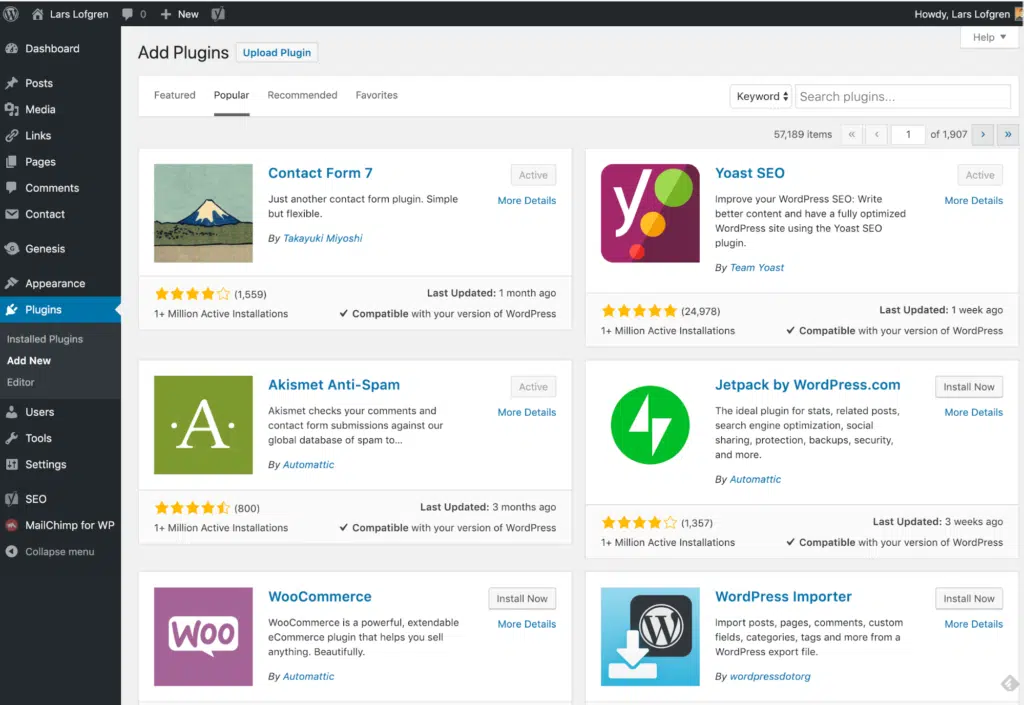 Lars Lofgren 0 + New Howdy, Lars Lofgren
Dashboard
Posts
Media
Links
Pages
Comments
Contact
Genesis
Appearance
Plugins
Installed Plugins
Add New
Editor
Users
Tools
Settings
SEO
MailChimp for WP
Collapse menu
Help ▼
Add Plugins Upload Plugin
Featured Popular Recommended Favorites Keyword Search plugins...
57,189 items « ‹ 1 of 1,907 › »
Contact Form 7
Active
More Details
Just another contact form plugin. Simple
but flexible.
By Takayuki Miyoshi
(1,559) Last Updated: 1 month ago
1+ Million Active Installations ✔ Compatible with your version of WordPress
y
Yoast SEO
Active
More Details
Improve your WordPress SEO: Write
better content and have a fully optimized
WordPress site using the Yoast SEO
plugin.
By Team Yoast
(24,978) Last Updated: 1 week ago
1+ Million Active Installations ✔ Compatible with your version of WordPress
·A·
Akismet Anti-Spam
Active
More Details
Akismet checks your comments and
contact form submissions against our
global database of spam to...
By Automattic
(800) Last Updated: 3 months ago
1+ Million Active Installations ✔ Compatible with your version of WordPress
Jetpack by WordPress.com
Install Now
More Details
The ideal plugin for stats, related posts,
search engine optimization, social
sharing, protection, backups, security,
and more.
By Automattic
(1,357) Last Updated: 3 weeks ago
1+ Million Active Installations ✔ Compatible with your version of WordPress
WOO
WooCommerce
Install Now
More Details
WooCommerce is a powerful, extendable
eCommerce plugin that helps you sell
anything. Beautifully.
By Automattic
W
WordPress Importer
Install Now
More Details
Import posts, pages, comments, custom
fields, categories, tags and more from a
WordPress export file.
By wordpressdotorg